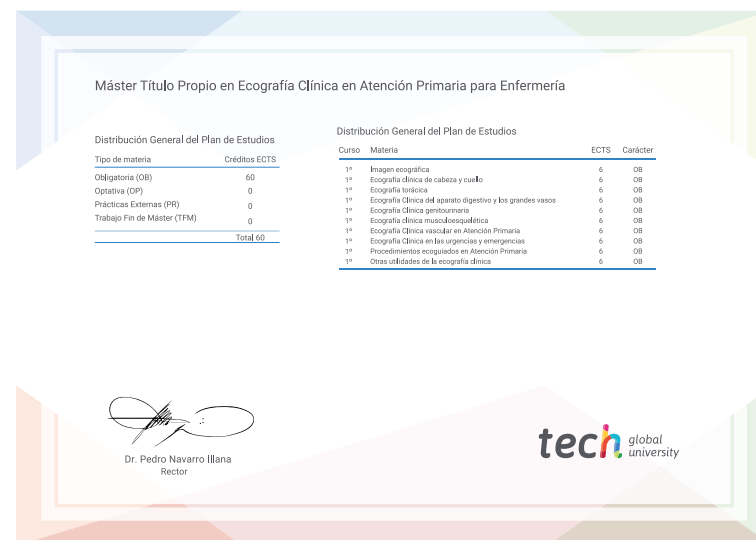 Máster Título Propio en Ecografía Clínica en Atención Primaria para Enfermería
Distribución General del Plan de Estudios
Tipo de materia Créditos ECTS
Obligatoria (OB) 60
Optativa (OP) 0
Prácticas Externas (PR) 0
Trabajo Fin de Máster (TFM) 0
Total 60
Distribución General del Plan de Estudios
Curso Materia ECTS Carácter
1º Imagen ecográfica 6 OB
1º Ecografía clínica de cabeza y cuello 6 OB
1º Ecografía torácica 6 OB
1º Ecografía Clínica del aparato digestivo y los grandes vasos 6 OB
1º Ecografía Clínica genitourinaria 6 OB
1º Ecografía clínica musculoesquelética 6 OB
1º Ecografía Clínica vascular en Atención Primaria 6 OB
1º Ecografía Clínica en las urgencias y emergencias 6 OB
1º Procedimientos ecoguiados en Atención Primaria 6 OB
1º Otras utilidades de la ecografía clínica 6 OB
Dr. Pedro Navarro Illana
Rector
tech global
university